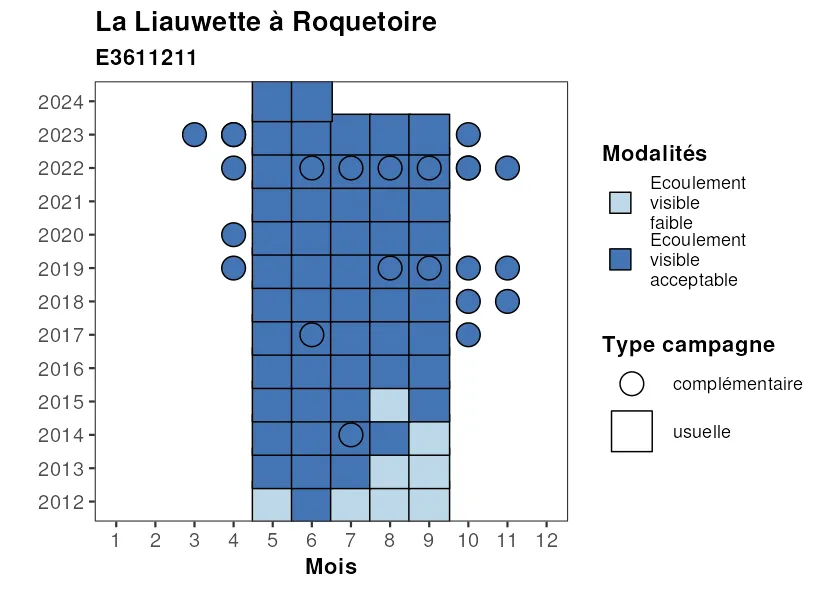 La Liauwette à Roquetoire
E3611211
2024
2023
2022
2021
2020
2019
2018
2017
2016
2015
2014
2013
2012
1 2 3 4 5 6 7 8 9 10 11 12
Mois
Modalités
Ecoulement
visible
faible
Ecoulement
visible
acceptable
Type campagne
complémentaire
usuelle